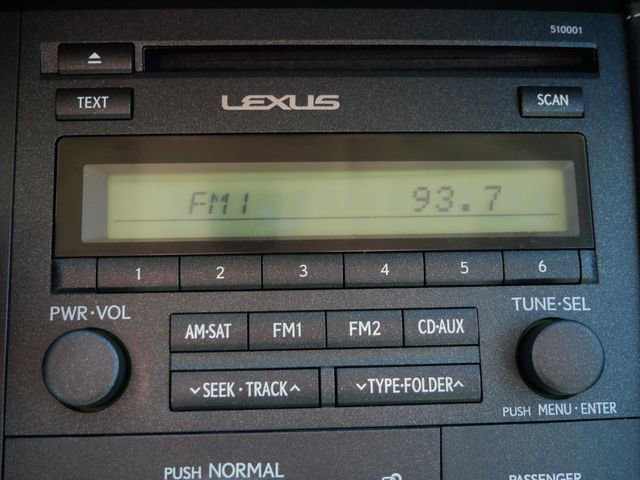 510001
TEXT LEXUS SCAN
FM1 93.7
1 2 3 4 5 6
PWR·VOL TUNE·SEL
AM·SAT FM1 FM2 CD·AUX
SEEK·TRACK TYPE·FOLDER
PUSH MENU·ENTER
PUSH NORMAL
PASSENGER